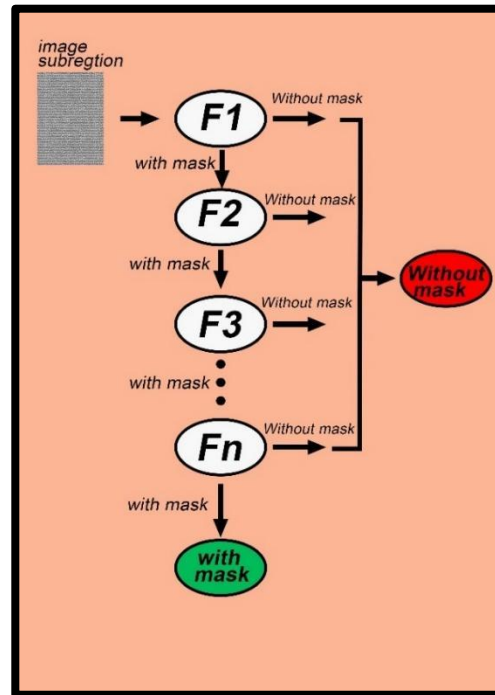 image
subregtion
F1
Without mask
with mask
F2
Without mask
with mask
F3
Without mask
with mask
Fn
Without mask
with mask
Without
mask
with
mask